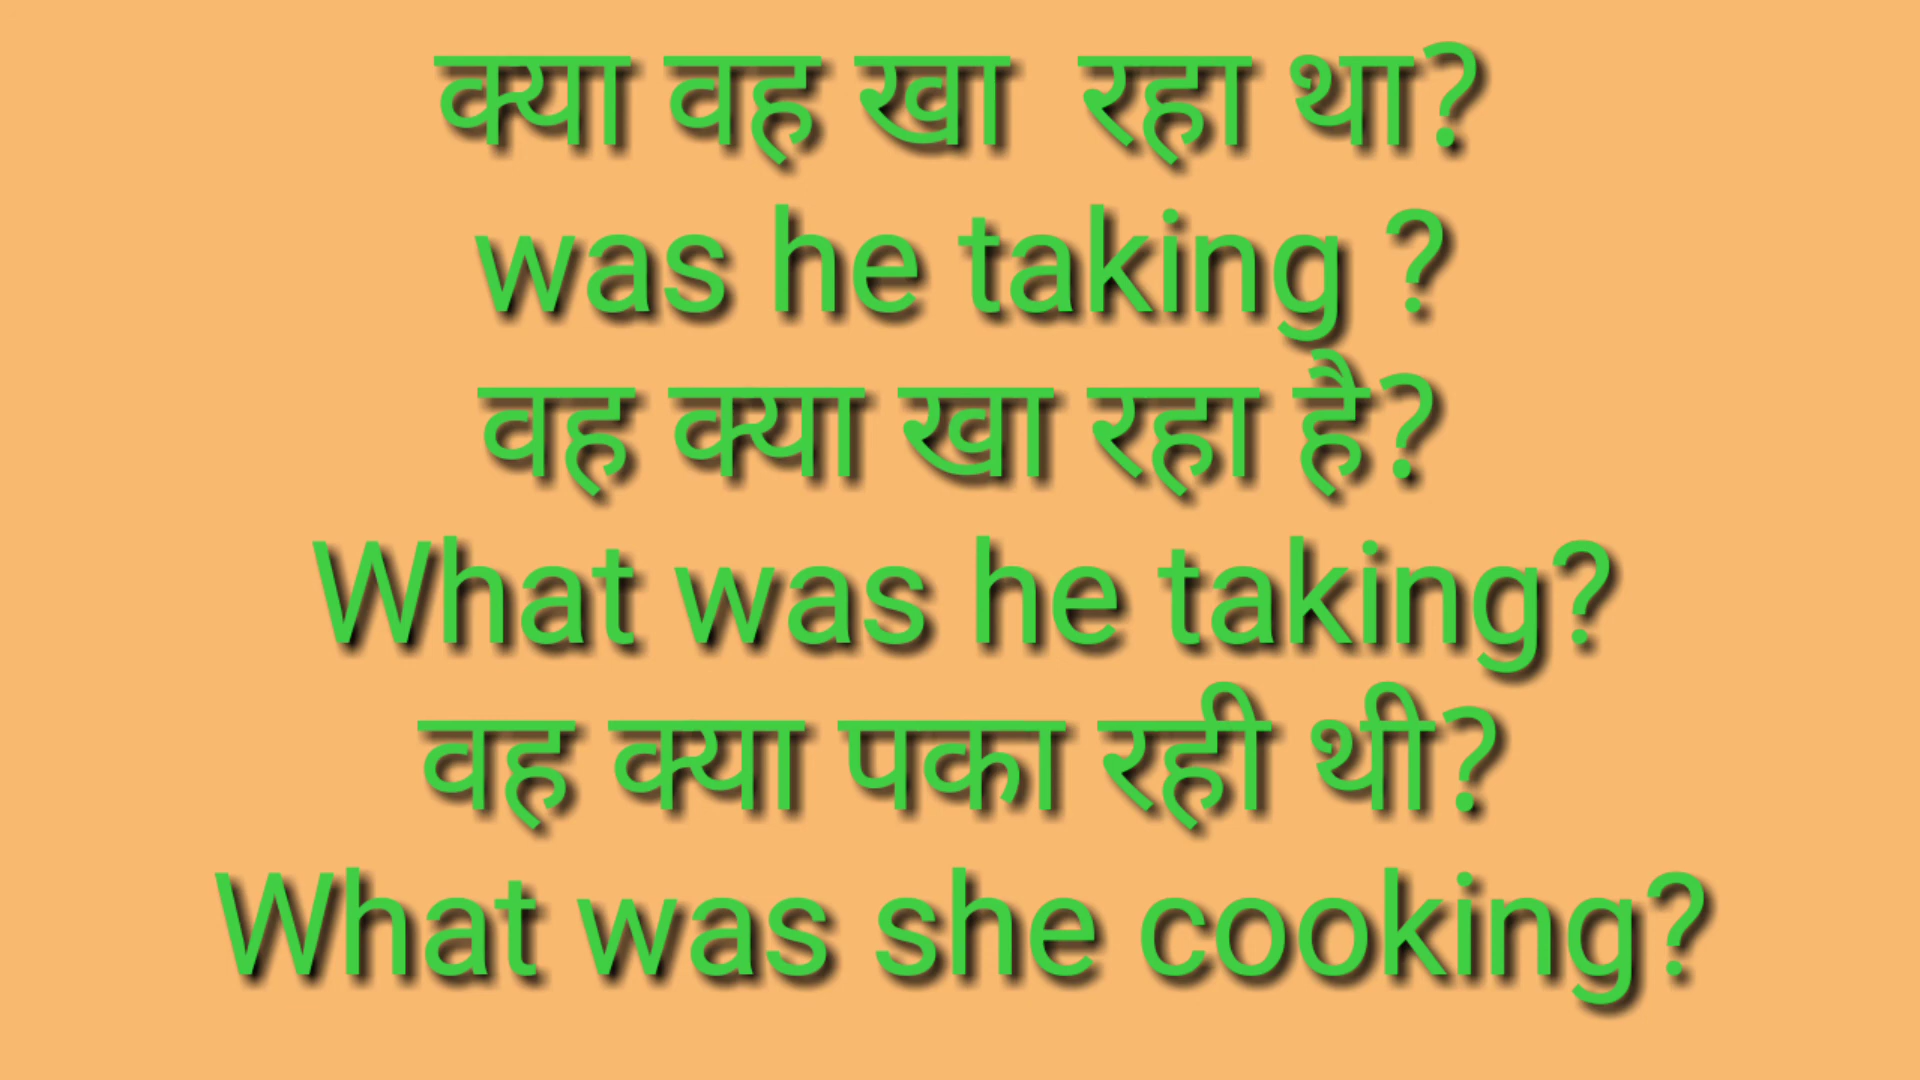 क्या वह खा  रहा था?
was he taking ?
वह क्या खा रहा है?
What was he taking?
वह क्या पका रही थी?
What was she cooking?